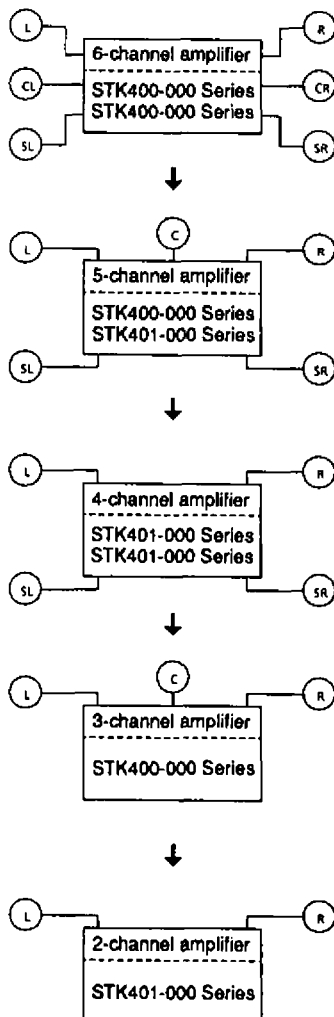 L
R
6-channel amplifier
CL
CR
STK400-000 Series
STK400-000 Series
SL
SR
C
L
R
5-channel amplifier
STK400-000 Series
STK401-000 Series
SL
SR
L
R
4-channel amplifier
STK401-000 Series
STK401-000 Series
SL
SR
C
L
R
3-channel amplifier
STK400-000 Series
L
R
2-channel amplifier
STK401-000 Series